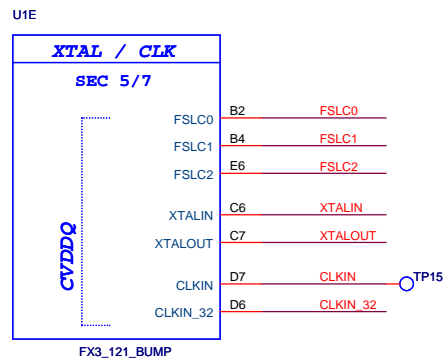 U1E
XTAL / CLK
SEC 5/7
CVDDQ
FSLC0 B2 FSLC0
FSLC1 B4 FSLC1
FSLC2 E6 FSLC2
XTALIN C6 XTALIN
XTALOUT C7 XTALOUT
CLKIN D7 CLKIN TP15
CLKIN_32 D6 CLKIN_32
FX3_121_BUMP